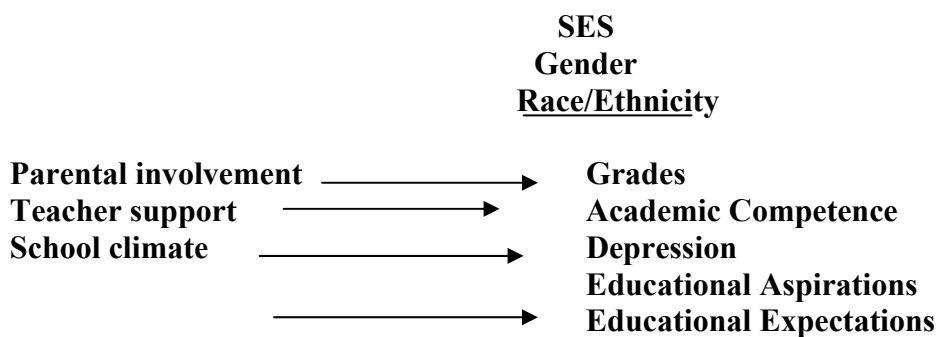 SES
Gender
Race/Ethnicity
Parental involvement
Grades
Teacher support
Academic Competence
School climate
Depression
Educational Aspirations
Educational Expectations